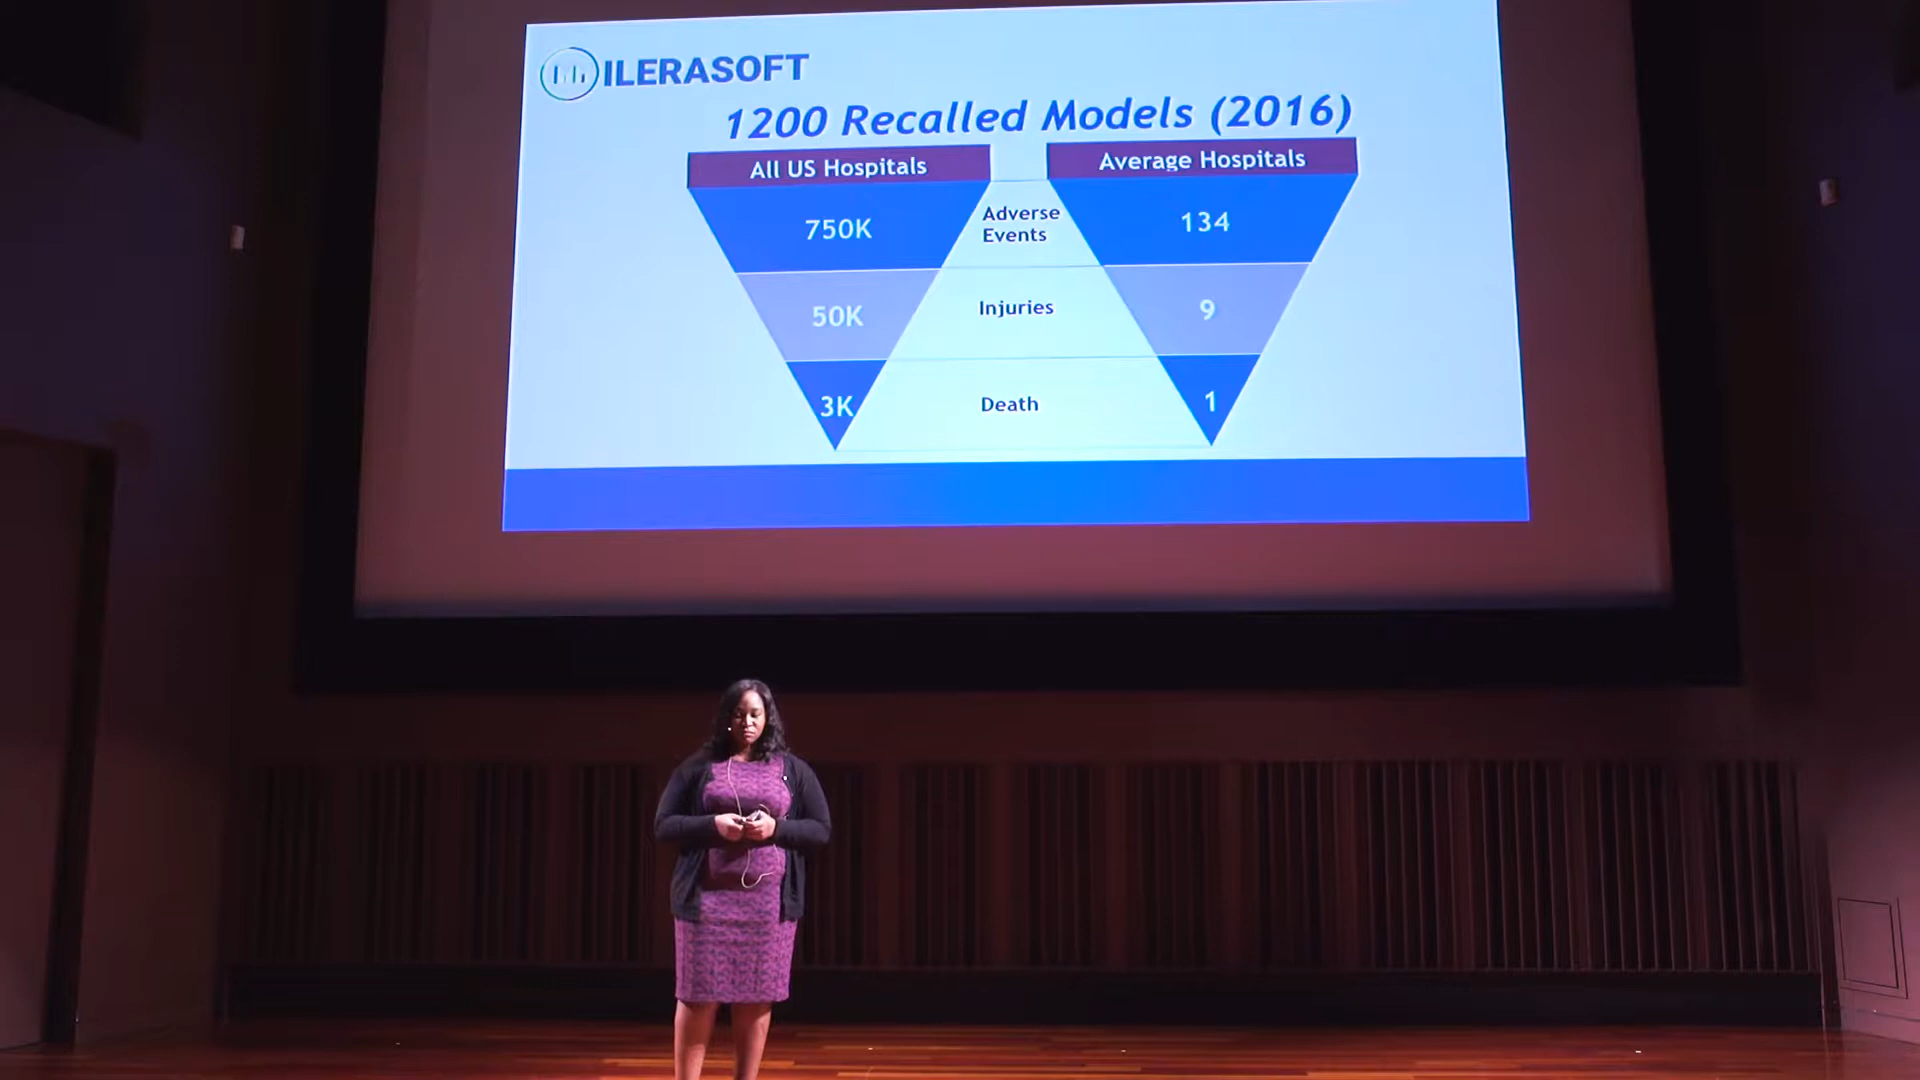 ILERASOFT
1200 Recalled Models (2016)
All US Hospitals
Average Hospitals
750K
Adverse
Events
134
50K
Injuries
9
3K
Death
1